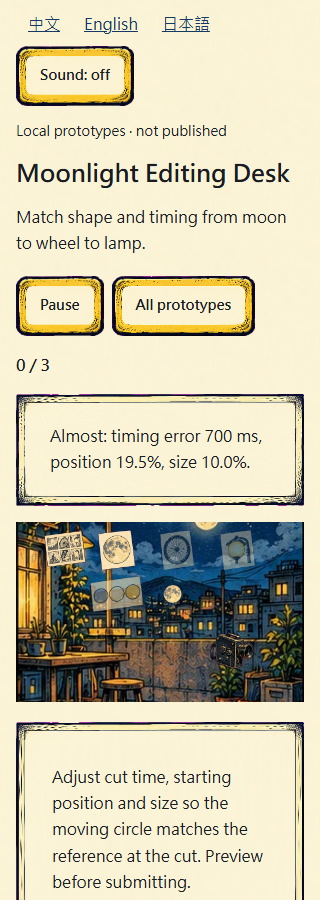 中文 English 日本語
Sound: off
Local prototypes · not published
Moonlight Editing Desk
Match shape and timing from moon
to wheel to lamp.
Pause All prototypes
0 / 3
Almost: timing error 700 ms,
position 19.5%, size 10.0%.
Adjust cut time, starting
position and size so the
moving circle matches the
reference at the cut. Preview
before submitting.